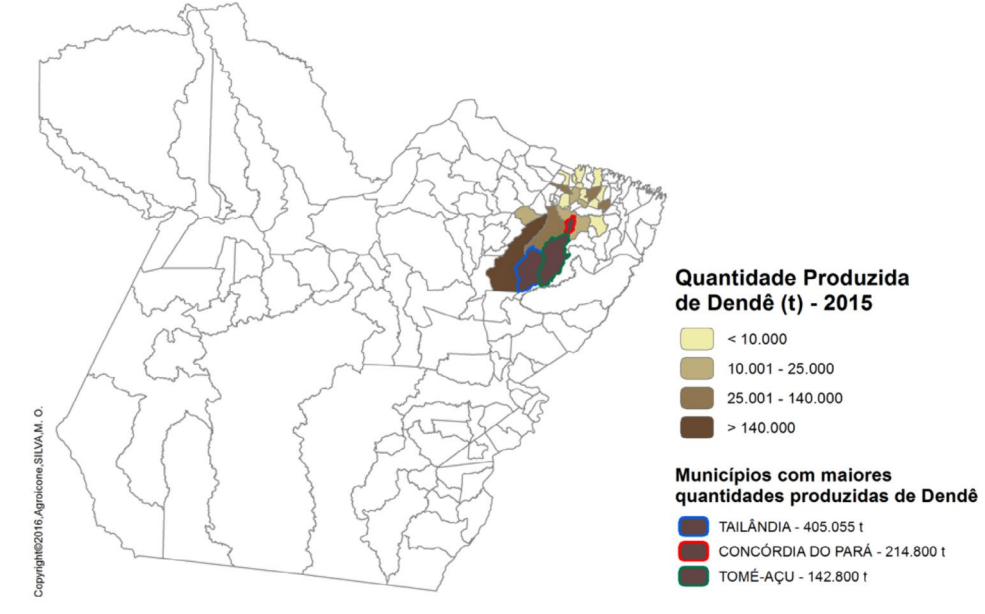 Quantidade Produzida
de Dendê (t) - 2015
< 10.000
10.001 - 25.000
25.001 - 140.000
> 140.000
Municípios com maiores
quantidades produzidas de Dendê
TAILÂNDIA - 405.055 t
CONCÓRDIA DO PARÁ - 214.800 t
TOMÉ-AÇU - 142.800 t
Copyright©2016,Agroicone,SILVA,M. O.